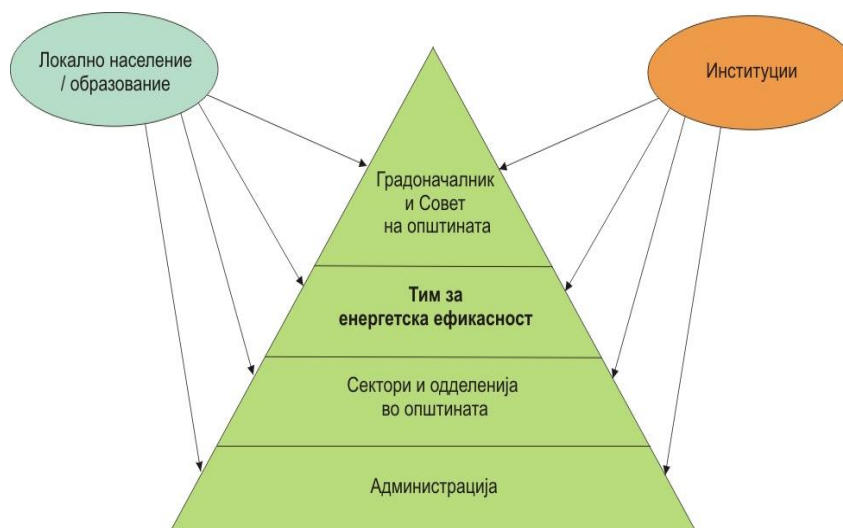 Локално население
/ образование
Институции
Градоначалник
и Совет
на општината
Тим за
енергетска ефикасност
Сектори и одделенија
во општината
Администрација